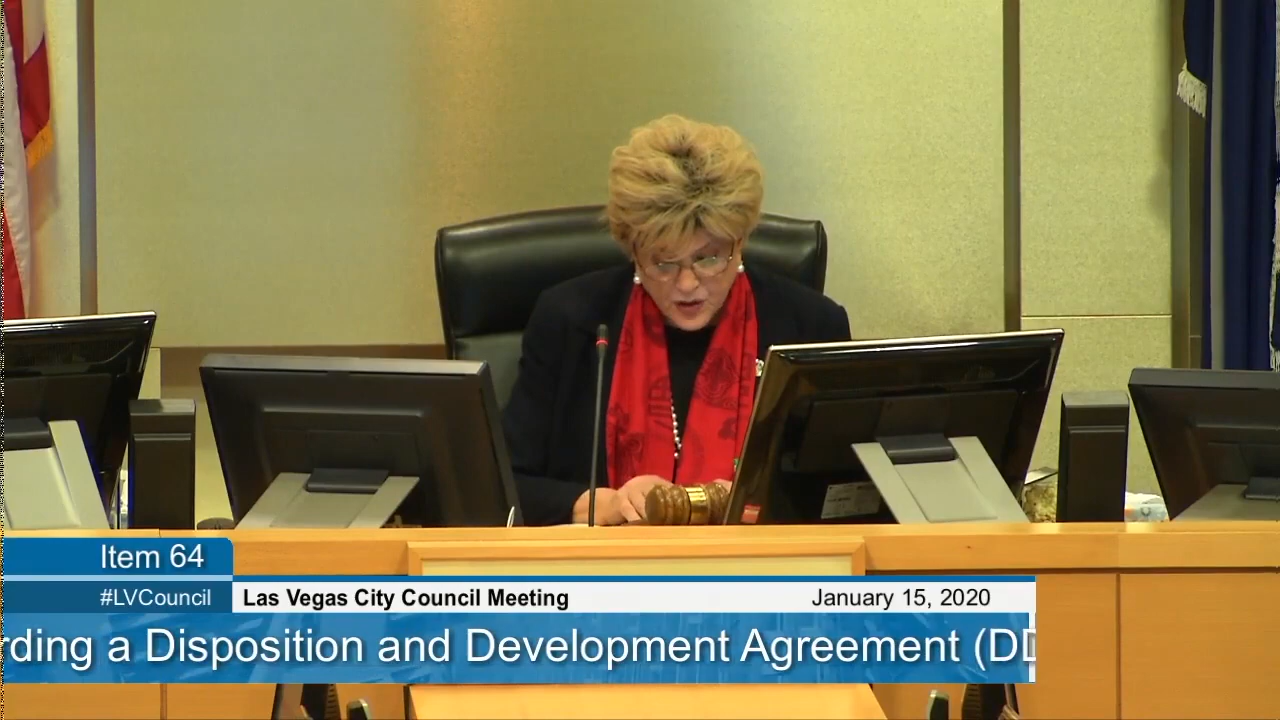 Item 64
#LVCouncil
Las Vegas City Council Meeting
January 15, 2020
rding a Disposition and Development Agreement (DD